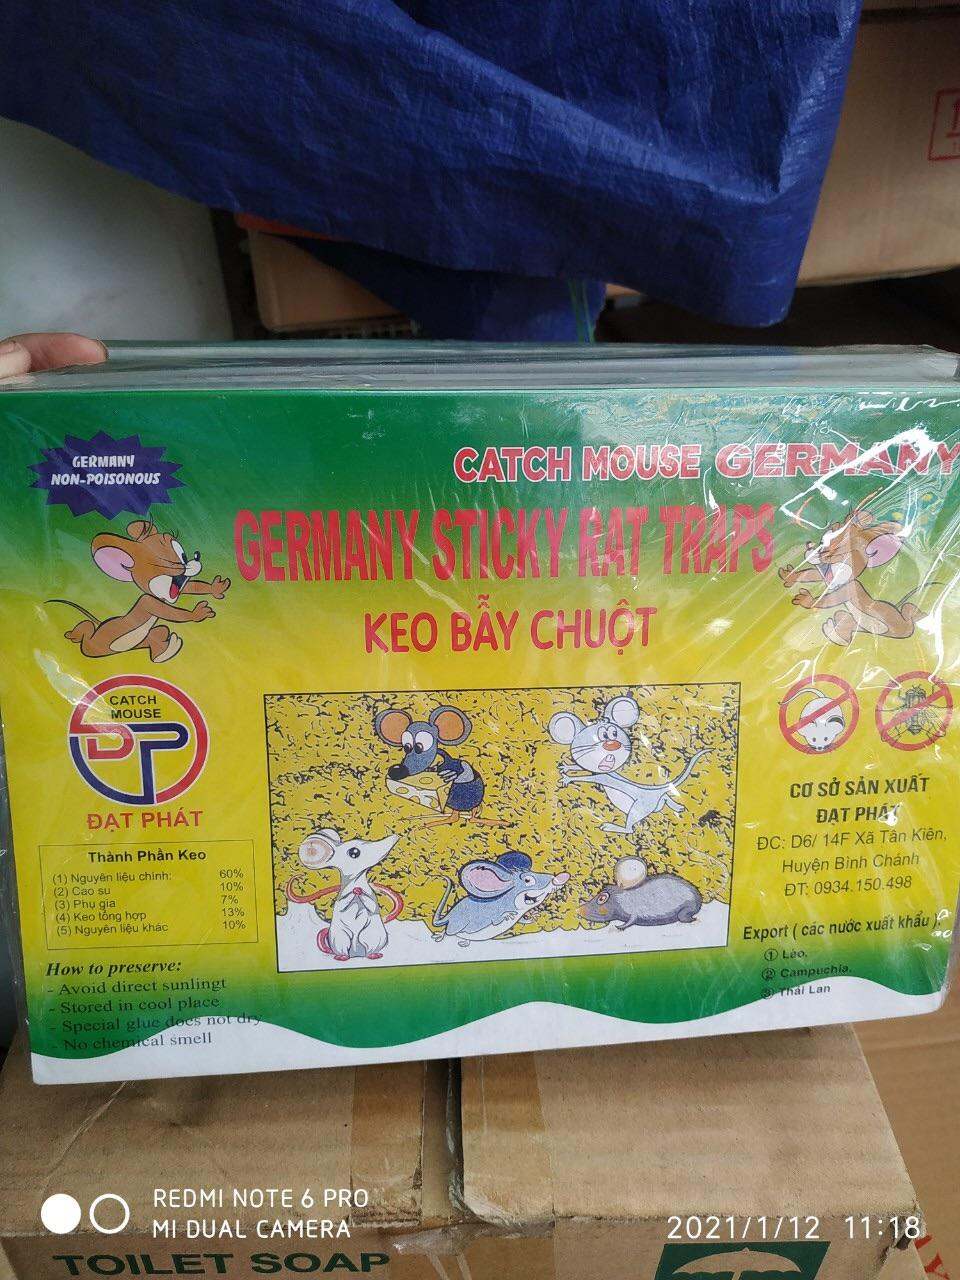 GERMANY
NON-POISONOUS
CATCH MOUSE GERMANY
GERMANY STICKY RAT TRAPS
KEO BẪY CHUỘT
CATCH
MOUSE
DP
ĐẠT PHÁT
Thành Phần Keo
(1) Nguyên liệu chính: 60%
(2) Cao su 10%
(3) Phụ gia 7%
(4) Keo tổng hợp 13%
(5) Nguyên liệu khác 10%
How to preserve:
- Avoid direct sunlingt
- Stored in cool place
- Special glue does not dry
- No chemical smell
CƠ SỞ SẢN XUẤT
ĐẠT PHÁT
ĐC: D6/ 14F Xã Tân Kiên,
Huyện Bình Chánh
ĐT: 0934.150.498
Export ( các nước xuất khẩu )
① Lào.
② Campuchia.
③ Thái Lan
REDMI NOTE 6 PRO
MI DUAL CAMERA
2021/1/12 11:18
TOILET SOAP